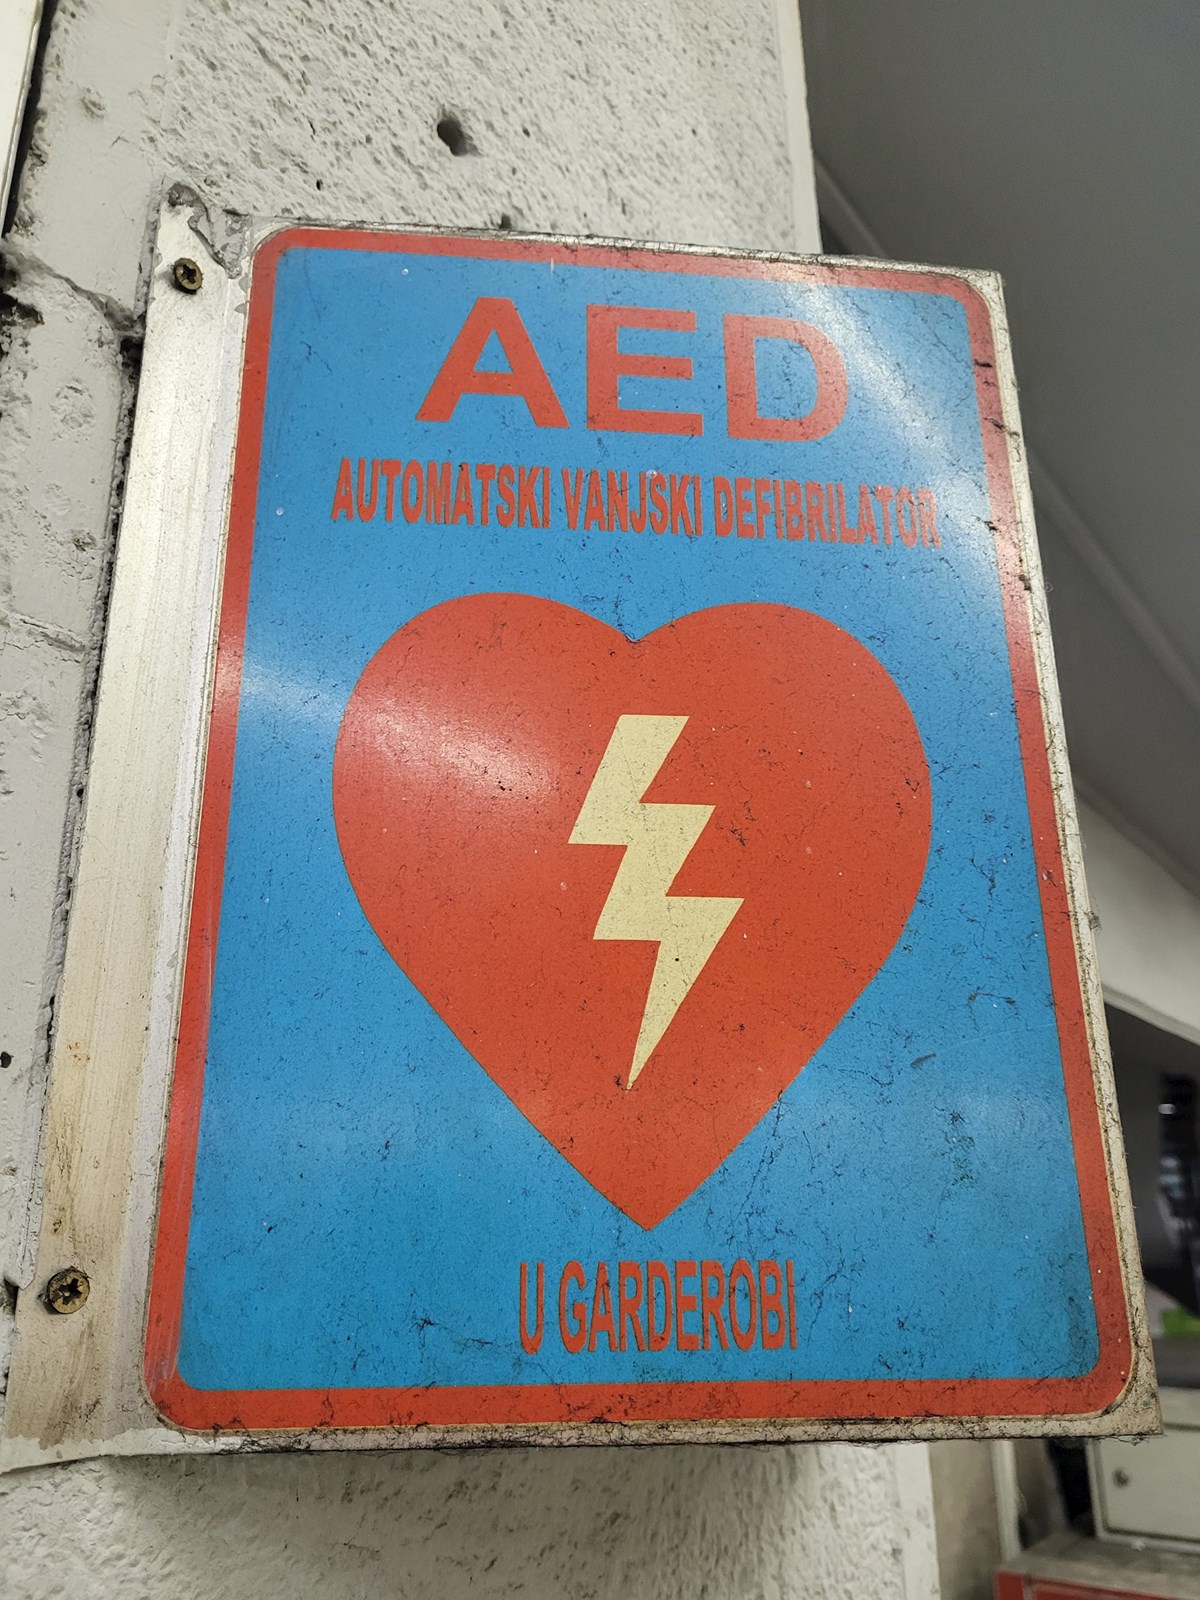 AED
AUTOMATSKI VANJSKI DEFIBRILATOR
U GARDEROBI